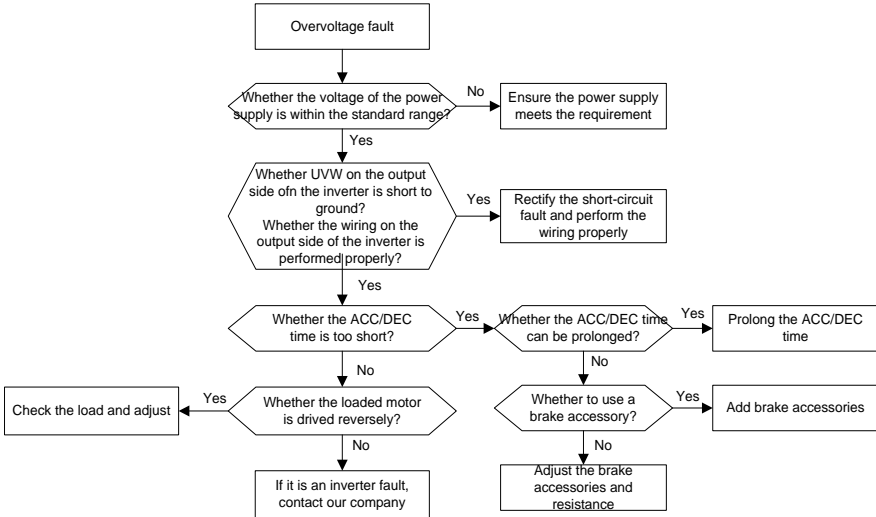 Overvoltage fault
Whether the voltage of the power
supply is within the standard range?
No
Ensure the power supply
meets the requirement
Yes
Whether UVW on the output
side ofn the inverter is short to
ground?
Whether the wiring on the
output side of the inverter is
performed properly?
Yes
Rectify the short-circuit
fault and perform the
wiring properly
Yes
Whether the ACC/DEC
time is too short?
Yes
Whether the ACC/DEC time
can be prolonged?
Yes
Prolong the ACC/DEC
time
No
No
Check the load and adjust
Yes
Whether the loaded motor
is drived reversely?
Whether to use a
brake accessory?
Yes
Add brake accessories
No
No
If it is an inverter fault,
contact our company
Adjust the brake
accessories and
resistance